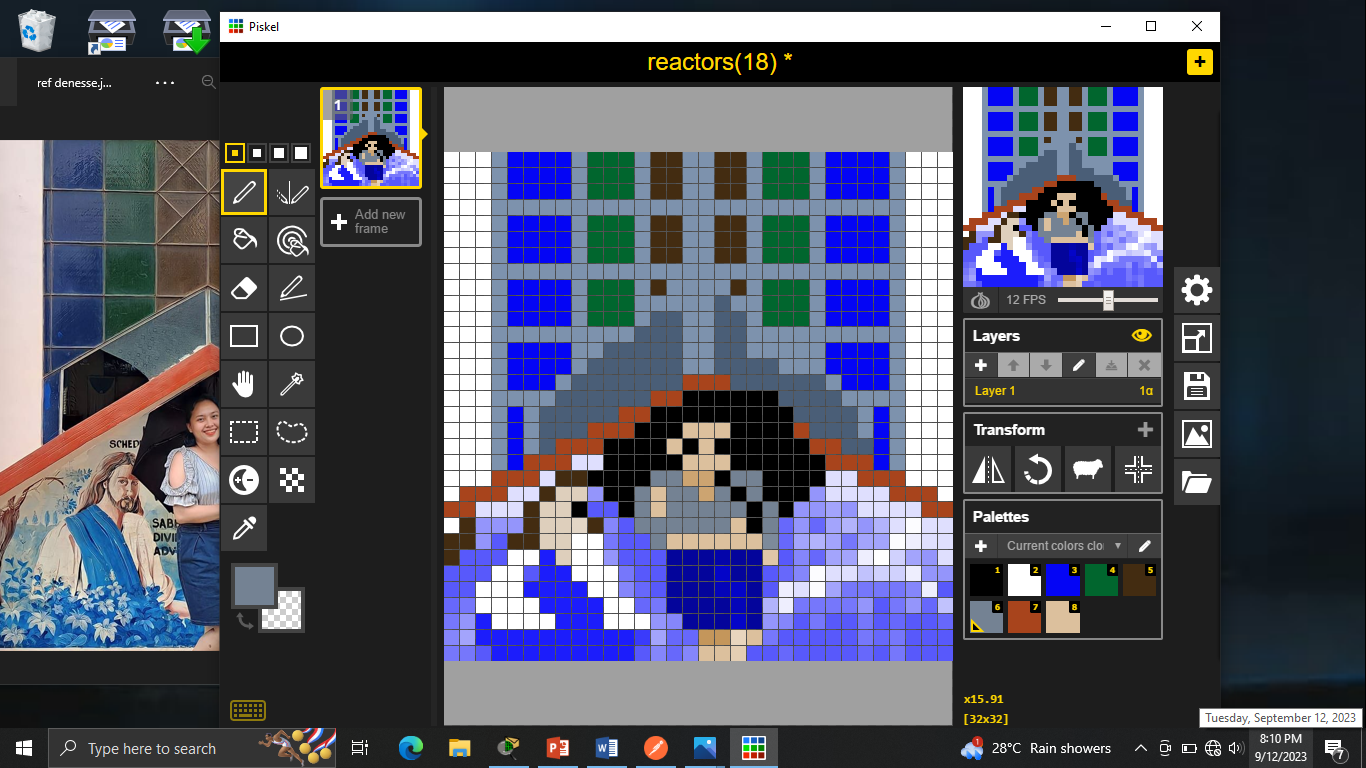 Piskel
reactors(18) *
+
ref denesse.j...
1
Add new
frame
SCHED
SAB
DIVI
ADV
12 FPS
Layers
Layer 1
1α
Transform
Palettes
Current colors clo
1
2
3
4
5
6
7
8
x15.91
[32x32]
Tuesday, September 12, 2023
Type here to search
1
28°C Rain showers
8:10 PM
9/12/2023
7